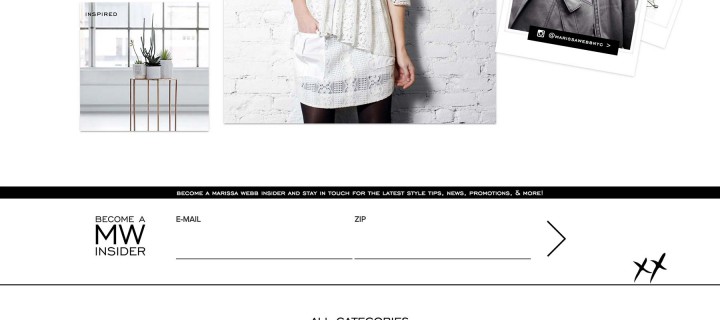 INSPIRED
@MARISSAWEBBNYC >
BECOME A MARISSA WEBB INSIDER AND STAY IN TOUCH FOR THE LATEST STYLE TIPS, NEWS, PROMOTIONS, & MORE!
BECOME A
MW
INSIDER
E-MAIL
ZIP
XX
ALL CATEGORIES